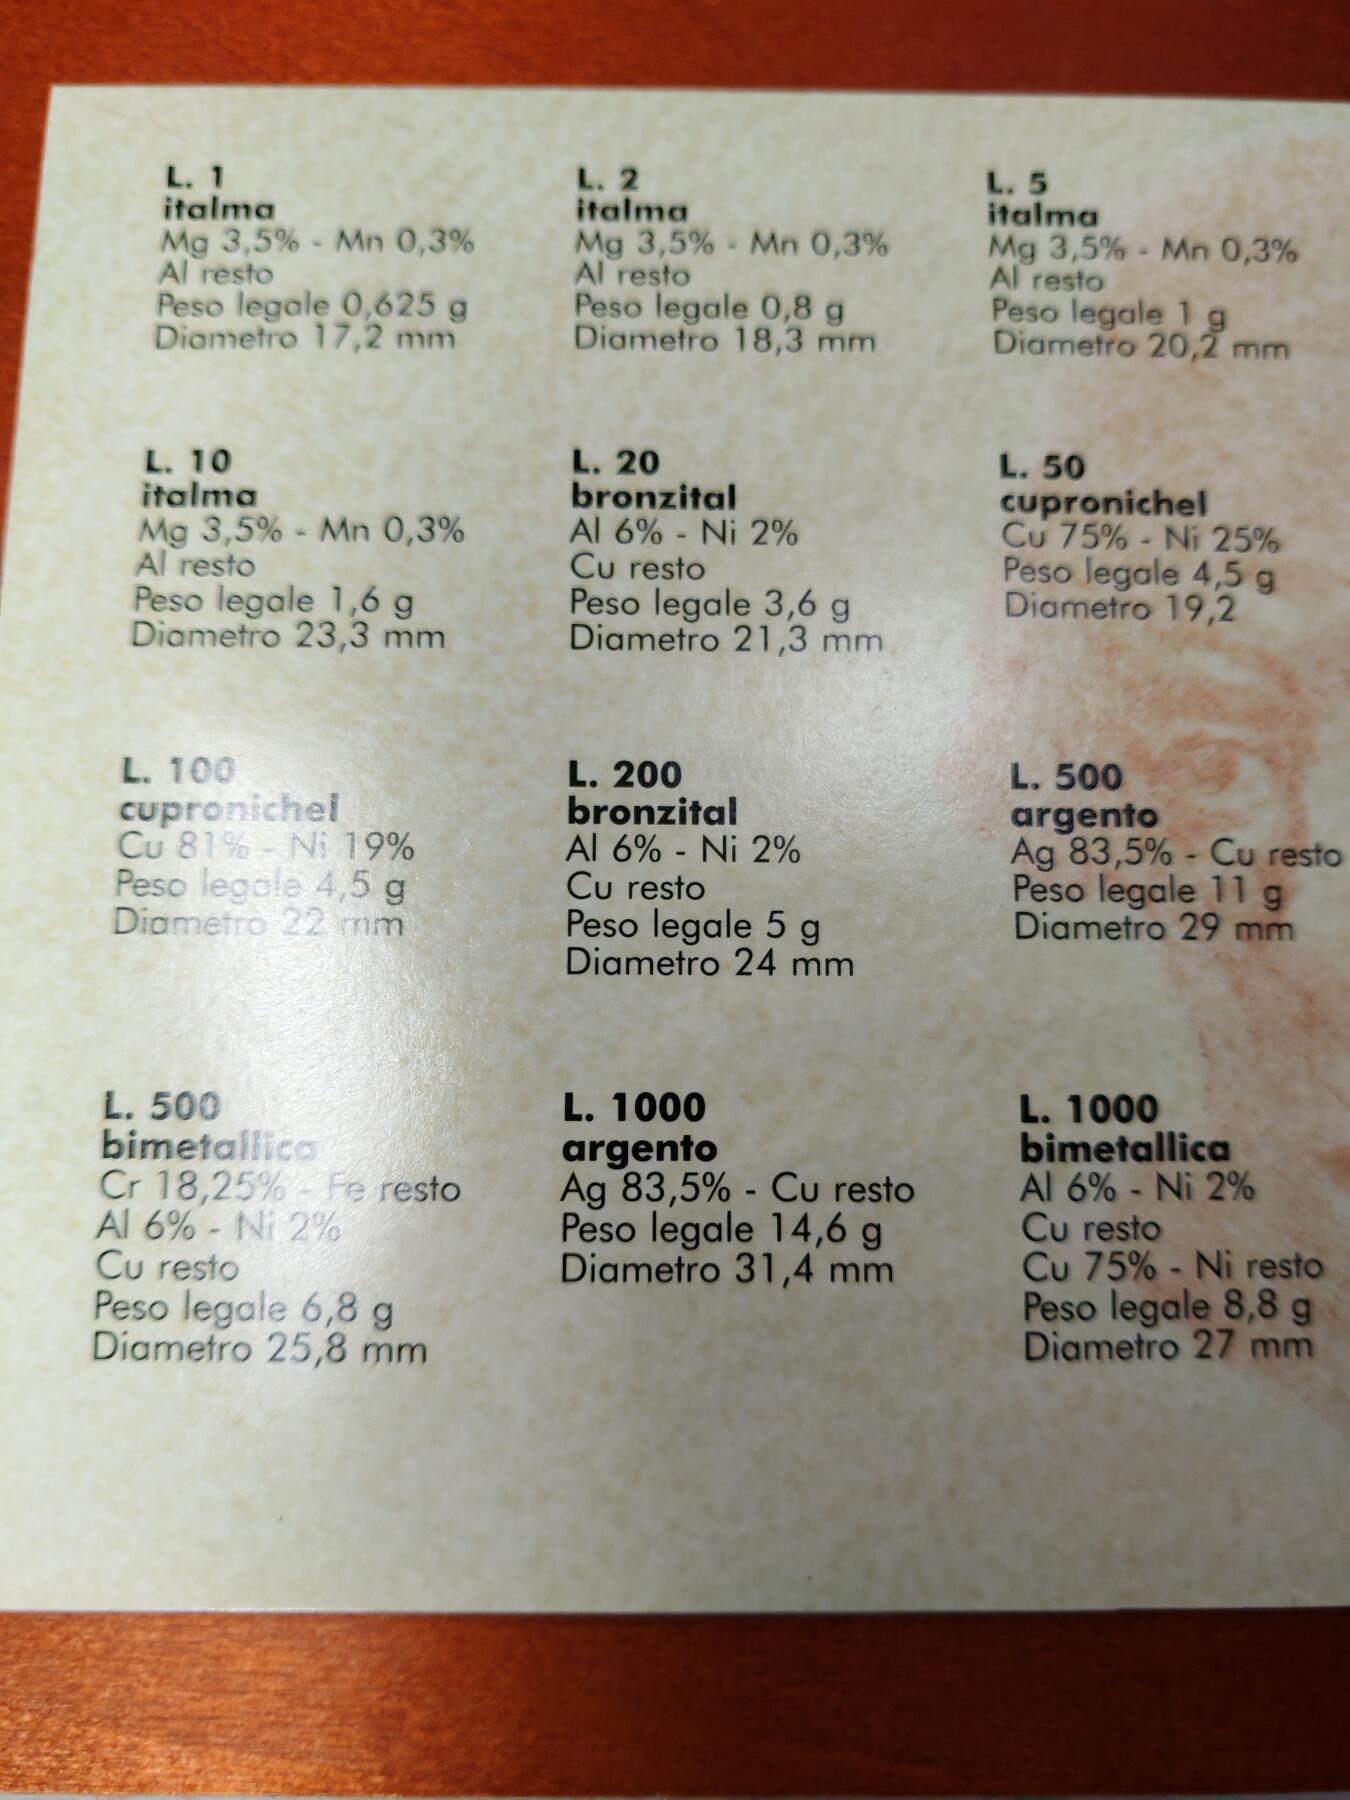 L. 1
italma
Mg 3,5% - Mn 0,3%
Al resto
Peso legale 0,625 g
Diametro 17,2 mm
L. 2
italma
Mg 3,5% - Mn 0,3%
Al resto
Peso legale 0,8 g
Diametro 18,3 mm
L. 5
italma
Mg 3,5% - Mn 0,3%
Al resto
Peso legale 1 g
Diametro 20,2 mm
L. 10
italma
Mg 3,5% - Mn 0,3%
Al resto
Peso legale 1,6 g
Diametro 23,3 mm
L. 20
bronzital
Al 6% - Ni 2%
Cu resto
Peso legale 3,6 g
Diametro 21,3 mm
L. 50
cupronichel
Cu 75% - Ni 25%
Peso legale 4,5 g
Diametro 19,2
L. 100
cupronichel
Cu 81% - Ni 19%
Peso legale 4,5 g
Diametro 22 mm
L. 200
bronzital
Al 6% - Ni 2%
Cu resto
Peso legale 5 g
Diametro 24 mm
L. 500
argento
Ag 83,5% - Cu resto
Peso legale 11 g
Diametro 29 mm
L. 500
bimetallica
Cr 18,25% - Fe resto
Al 6% - Ni 2%
Cu resto
Peso legale 6,8 g
Diametro 25,8 mm
L. 1000
argento
Ag 83,5% - Cu resto
Peso legale 14,6 g
Diametro 31,4 mm
L. 1000
bimetallica
Al 6% - Ni 2%
Cu resto
Cu 75% - Ni resto
Peso legale 8,8 g
Diametro 27 mm